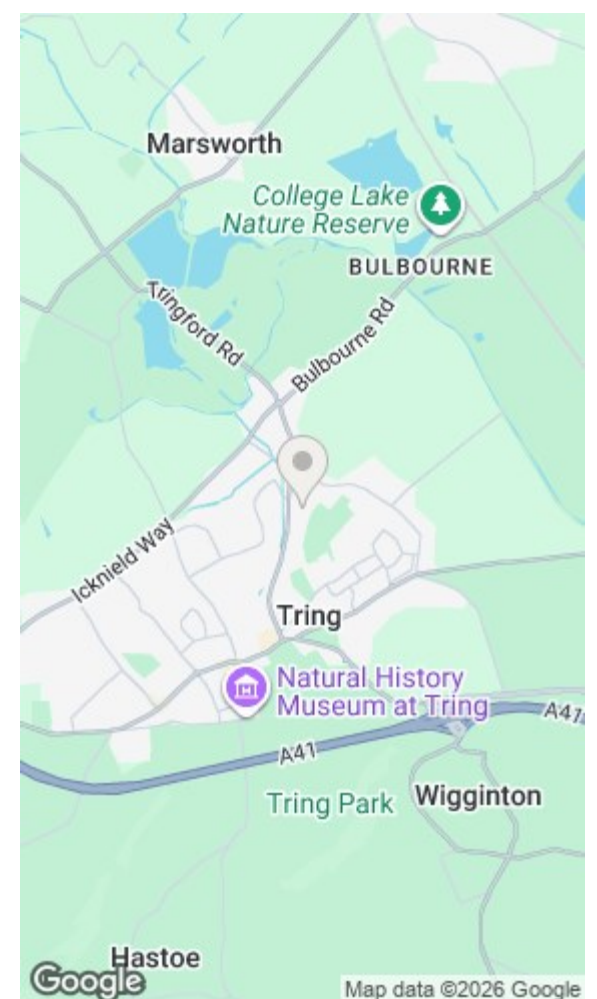 Marsworth
College Lake
Nature Reserve
BULBOURNE
Tringford Rd
Bulbourne Rd
Icknield Way
Tring
Natural History
Museum at Tring
A41
A41
Tring Park
Wigginton
Hastoe
Google
Map data ©2026 Google